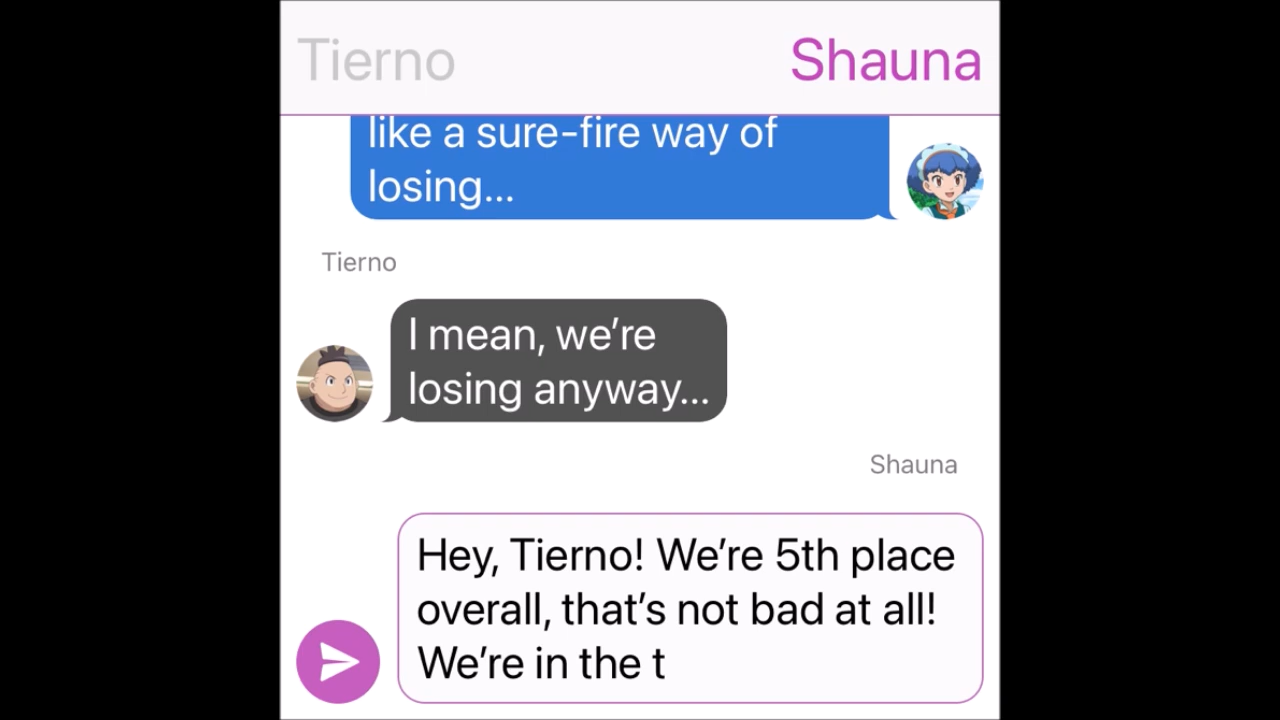 Tierno Shauna
like a sure-fire way of
losing...
Tierno
I mean, we’re
losing anyway...
Shauna
Hey, Tierno! We’re 5th place
overall, that’s not bad at all!
We’re in the t